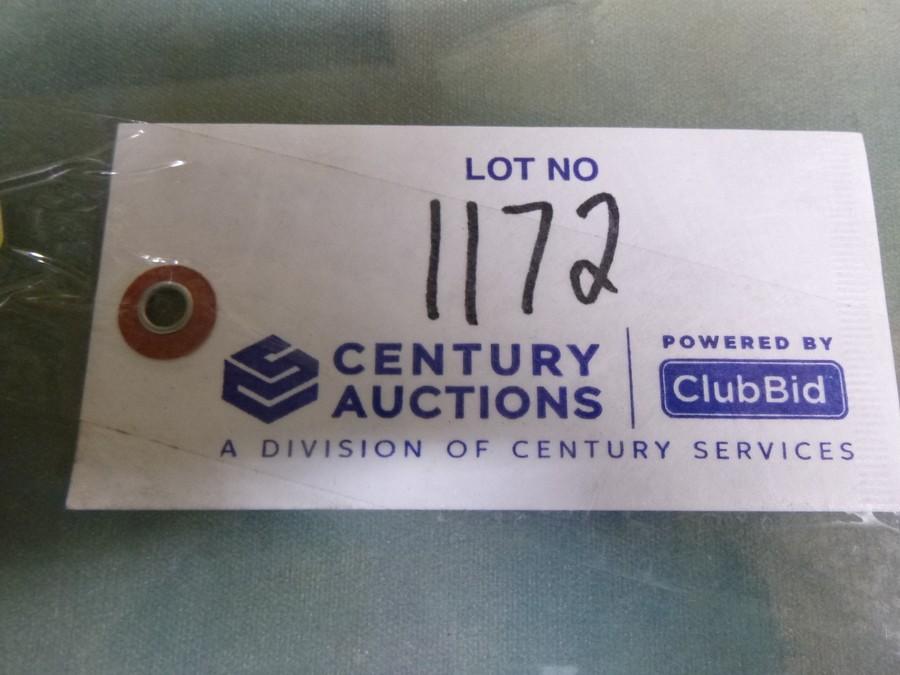 LOT NO
1172
CENTURY
AUCTIONS
POWERED BY
ClubBid
A DIVISION OF CENTURY SERVICES